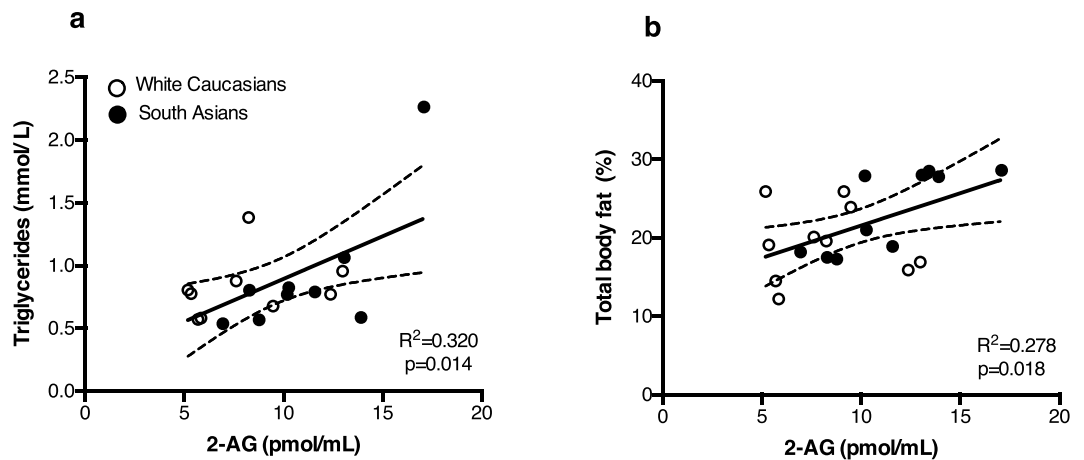 a
2.5
2.0
1.5
1.0
0.5
0.0
0
5
10
15
20
Triglycerides (mmol/ L)
White Caucasians
South Asians
R²=0.320
p=0.014
2-AG (pmol/mL)
b
40
30
20
10
0
0
5
10
15
20
Total body fat (%)
R²=0.278
p=0.018
2-AG (pmol/mL)